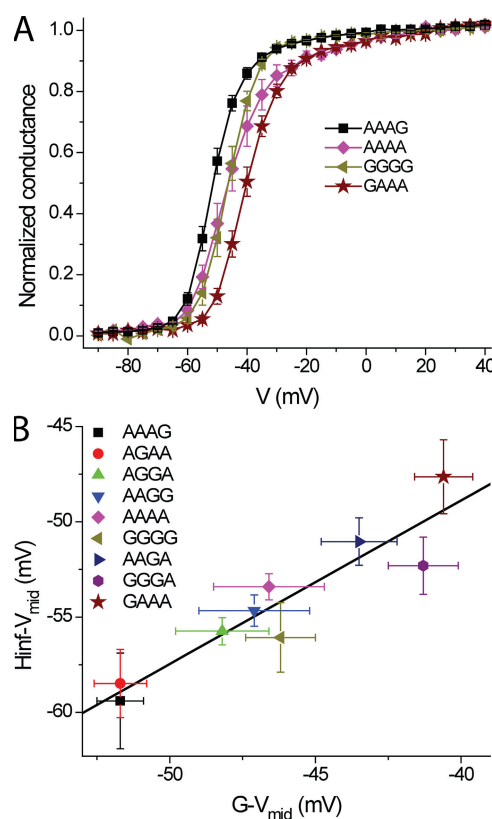 A
1.0
0.8
0.6
0.4
0.2
0.0
Normalized conductance
AAAG
AAAA
GGGG
GAAA
-80 -60 -40 -20 0 20 40
V (mV)
B
-45
-50
-55
-60
Hinf-Vmid (mV)
AAAG
AGAA
AGGA
AAGG
AAAA
GGGG
AAGA
GGGA
GAAA
-50 -45 -40
G-Vmid (mV)